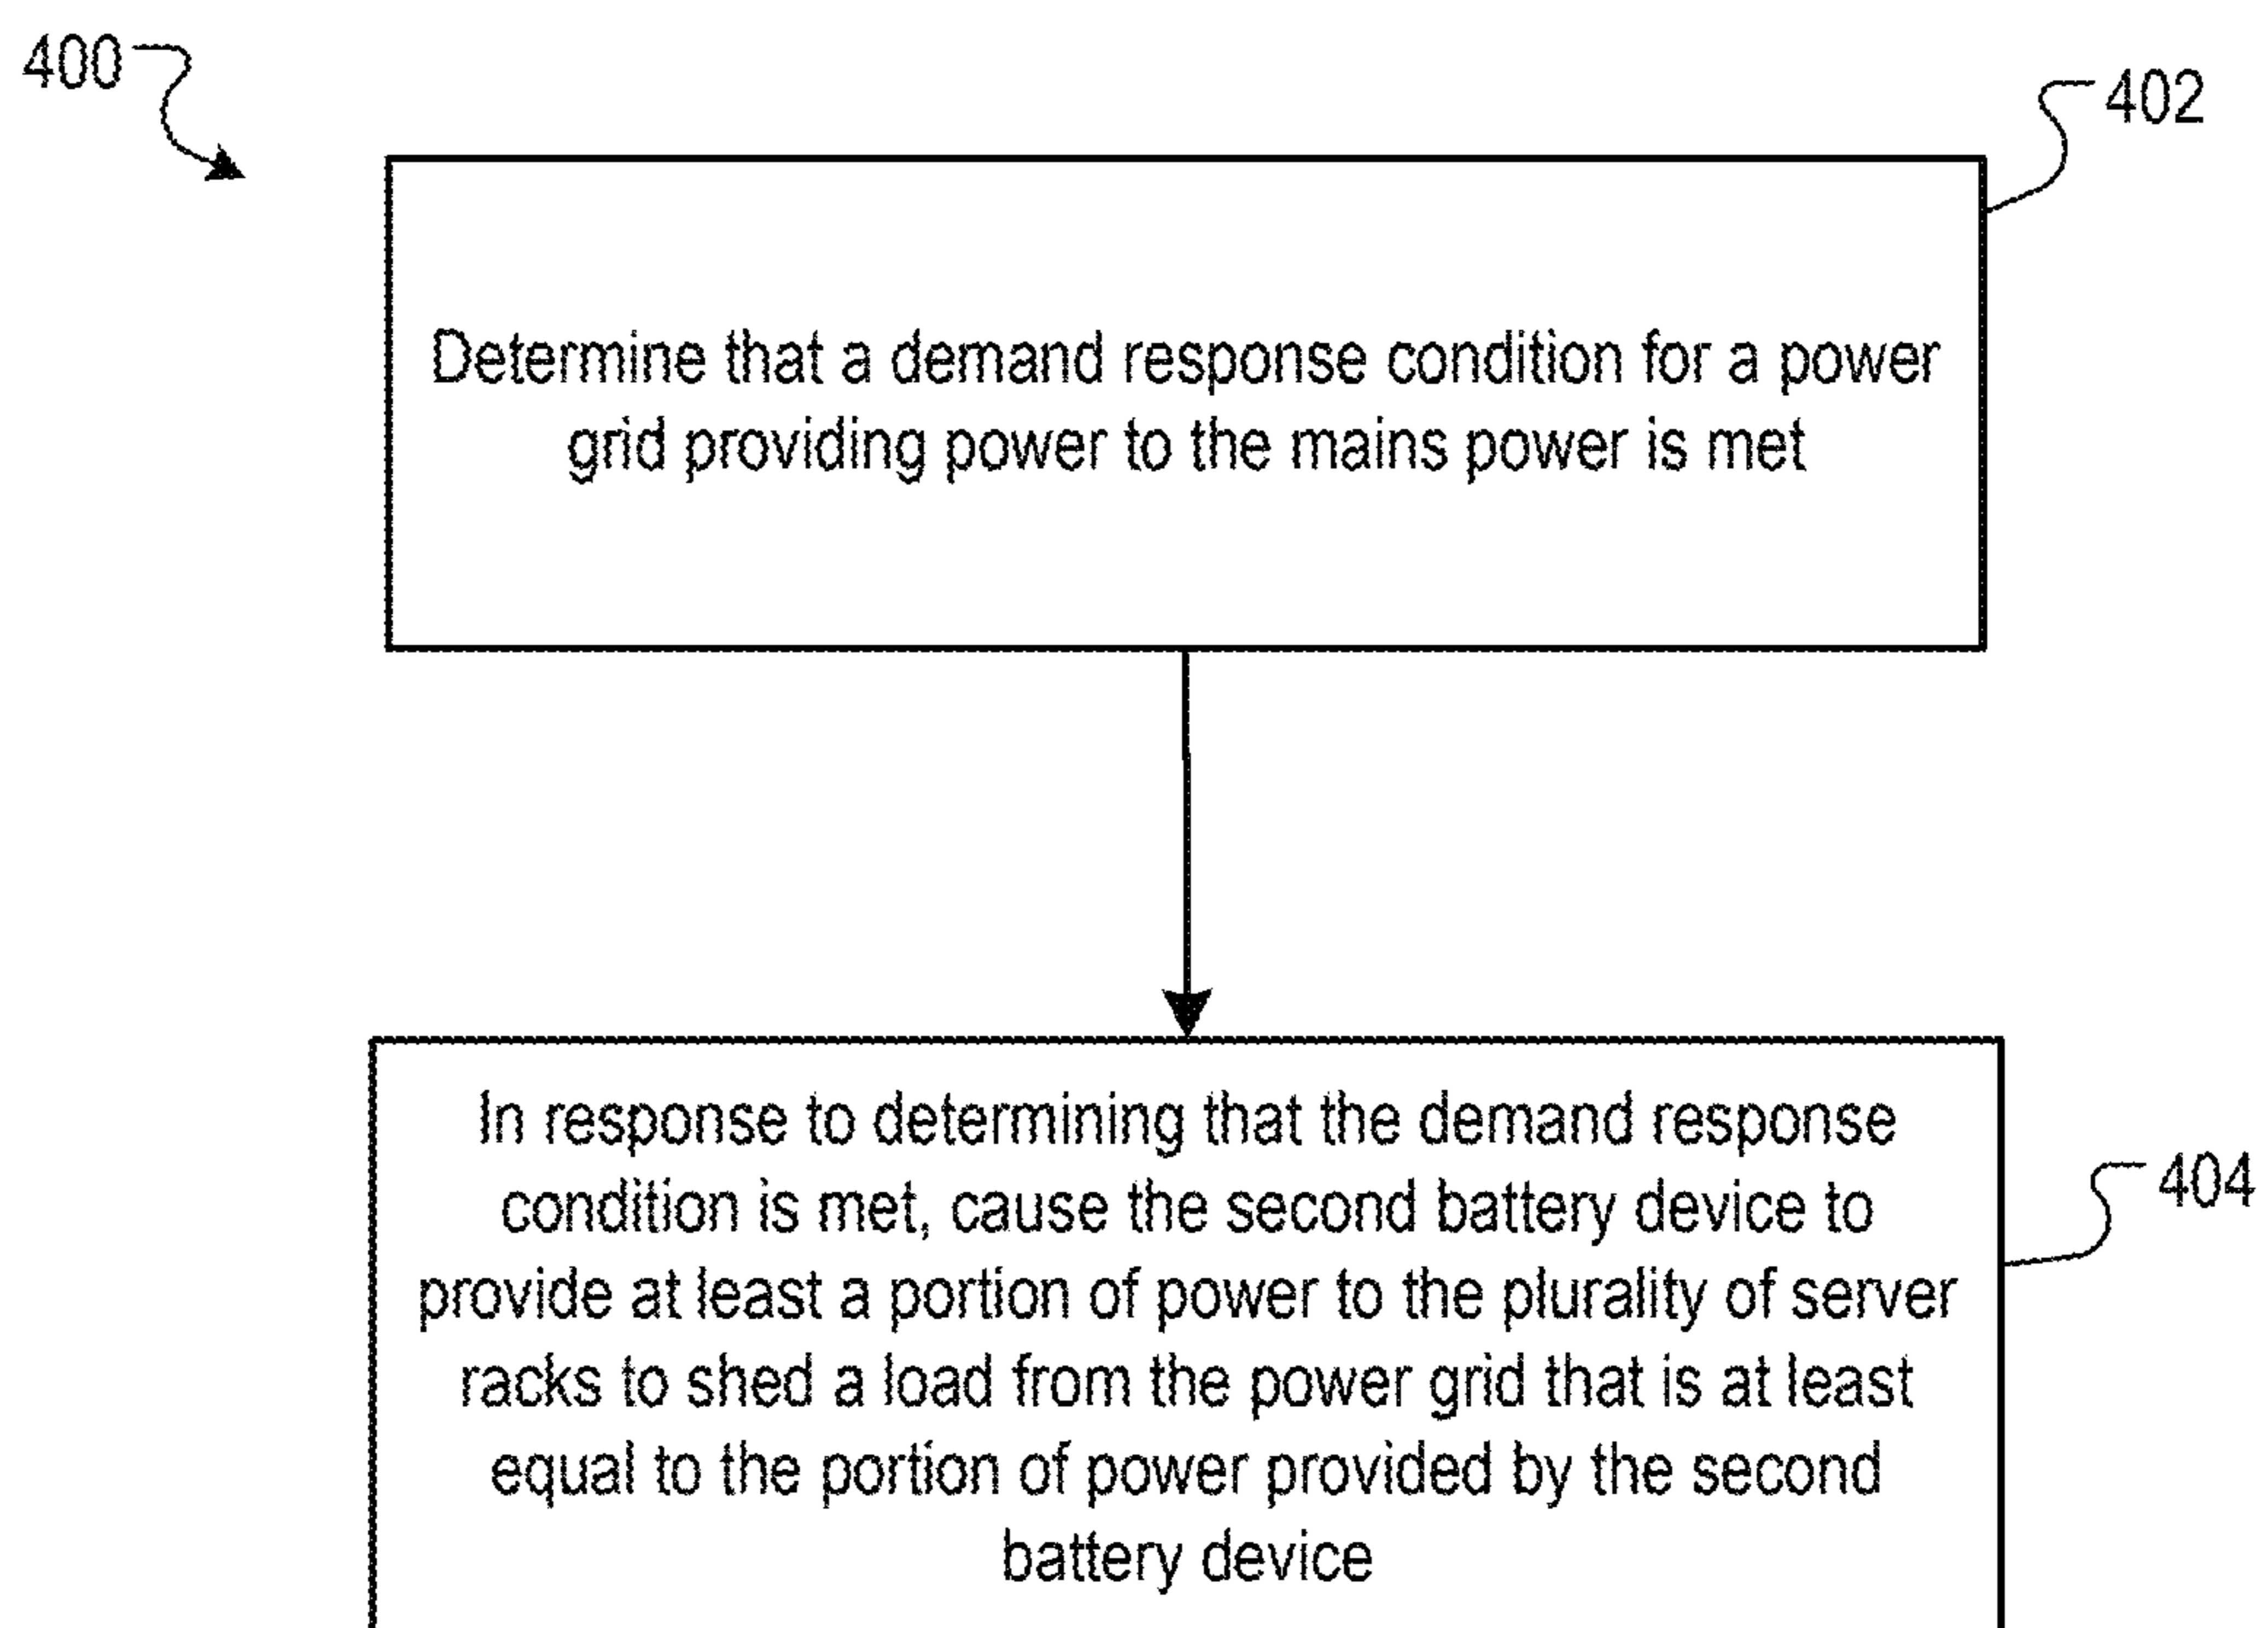 400
402
Determine that a demand response condition for a power
grid providing power to the mains power is met
In response to determining that the demand response
condition is met, cause the second battery device to
provide at least a portion of power to the plurality of server
racks to shed a load from the power grid that is at least
equal to the portion of power provided by the second
battery device
404